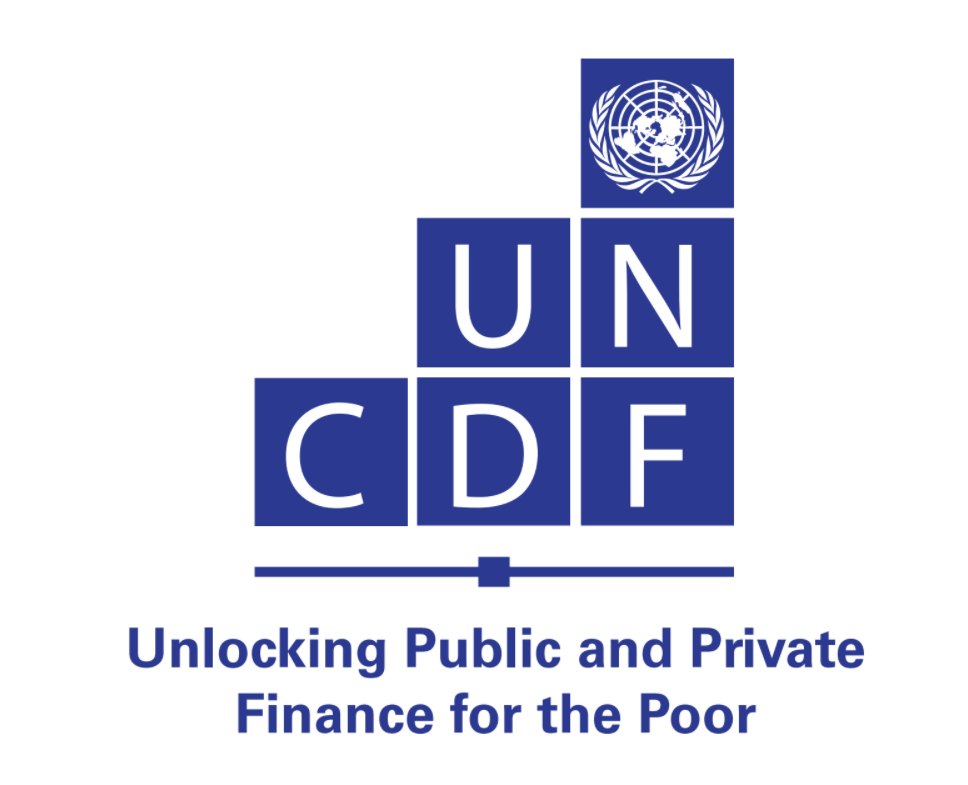 UN
CDF
Unlocking Public and Private
Finance for the Poor